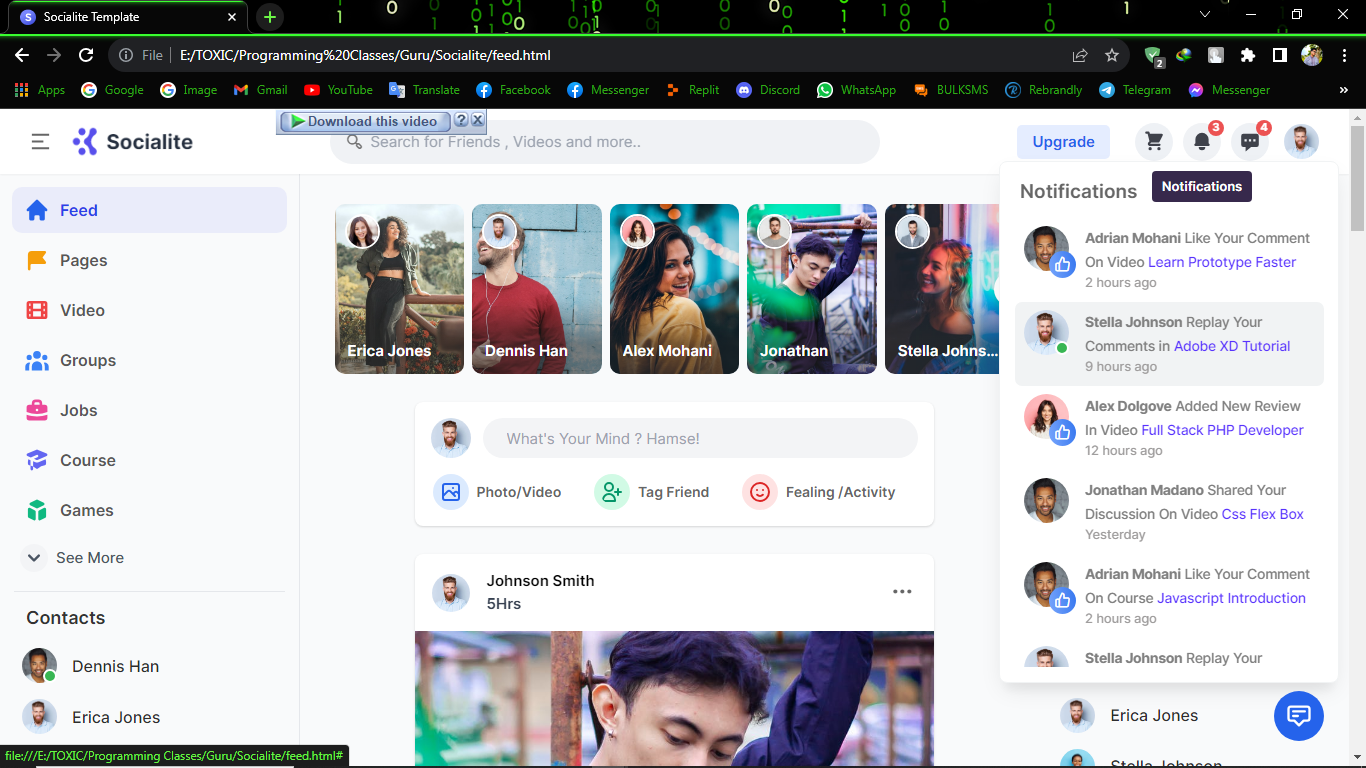 Socialite Template
File E:/TOXIC/Programming%20Classes/Guru/Socialite/feed.html
2
Apps Google Image Gmail YouTube Translate Facebook Messenger Replit Discord WhatsApp BULKSMS Rebrandly Telegram Messenger »
Download this video ? X
Socialite
Search for Friends , Videos and more..
Upgrade
3
4
Feed
Pages
Video
Groups
Jobs
Course
Games
See More
Contacts
Dennis Han
Erica Jones
Erica Jones
Dennis Han
Alex Mohani
Jonathan
Stella Johns...
What's Your Mind ? Hamse!
Photo/Video
Tag Friend
Fealing /Activity
Johnson Smith
5Hrs
Notifications
Notifications
Adrian Mohani Like Your Comment
On Video Learn Prototype Faster
2 hours ago
Stella Johnson Replay Your
Comments in Adobe XD Tutorial
9 hours ago
Alex Dolgove Added New Review
In Video Full Stack PHP Developer
12 hours ago
Jonathan Madano Shared Your
Discussion On Video Css Flex Box
Yesterday
Adrian Mohani Like Your Comment
On Course Javascript Introduction
2 hours ago
Stella Johnson Replay Your
Erica Jones
Stella Johnson
file:///E:/TOXIC/Programming Classes/Guru/Socialite/feed.html#